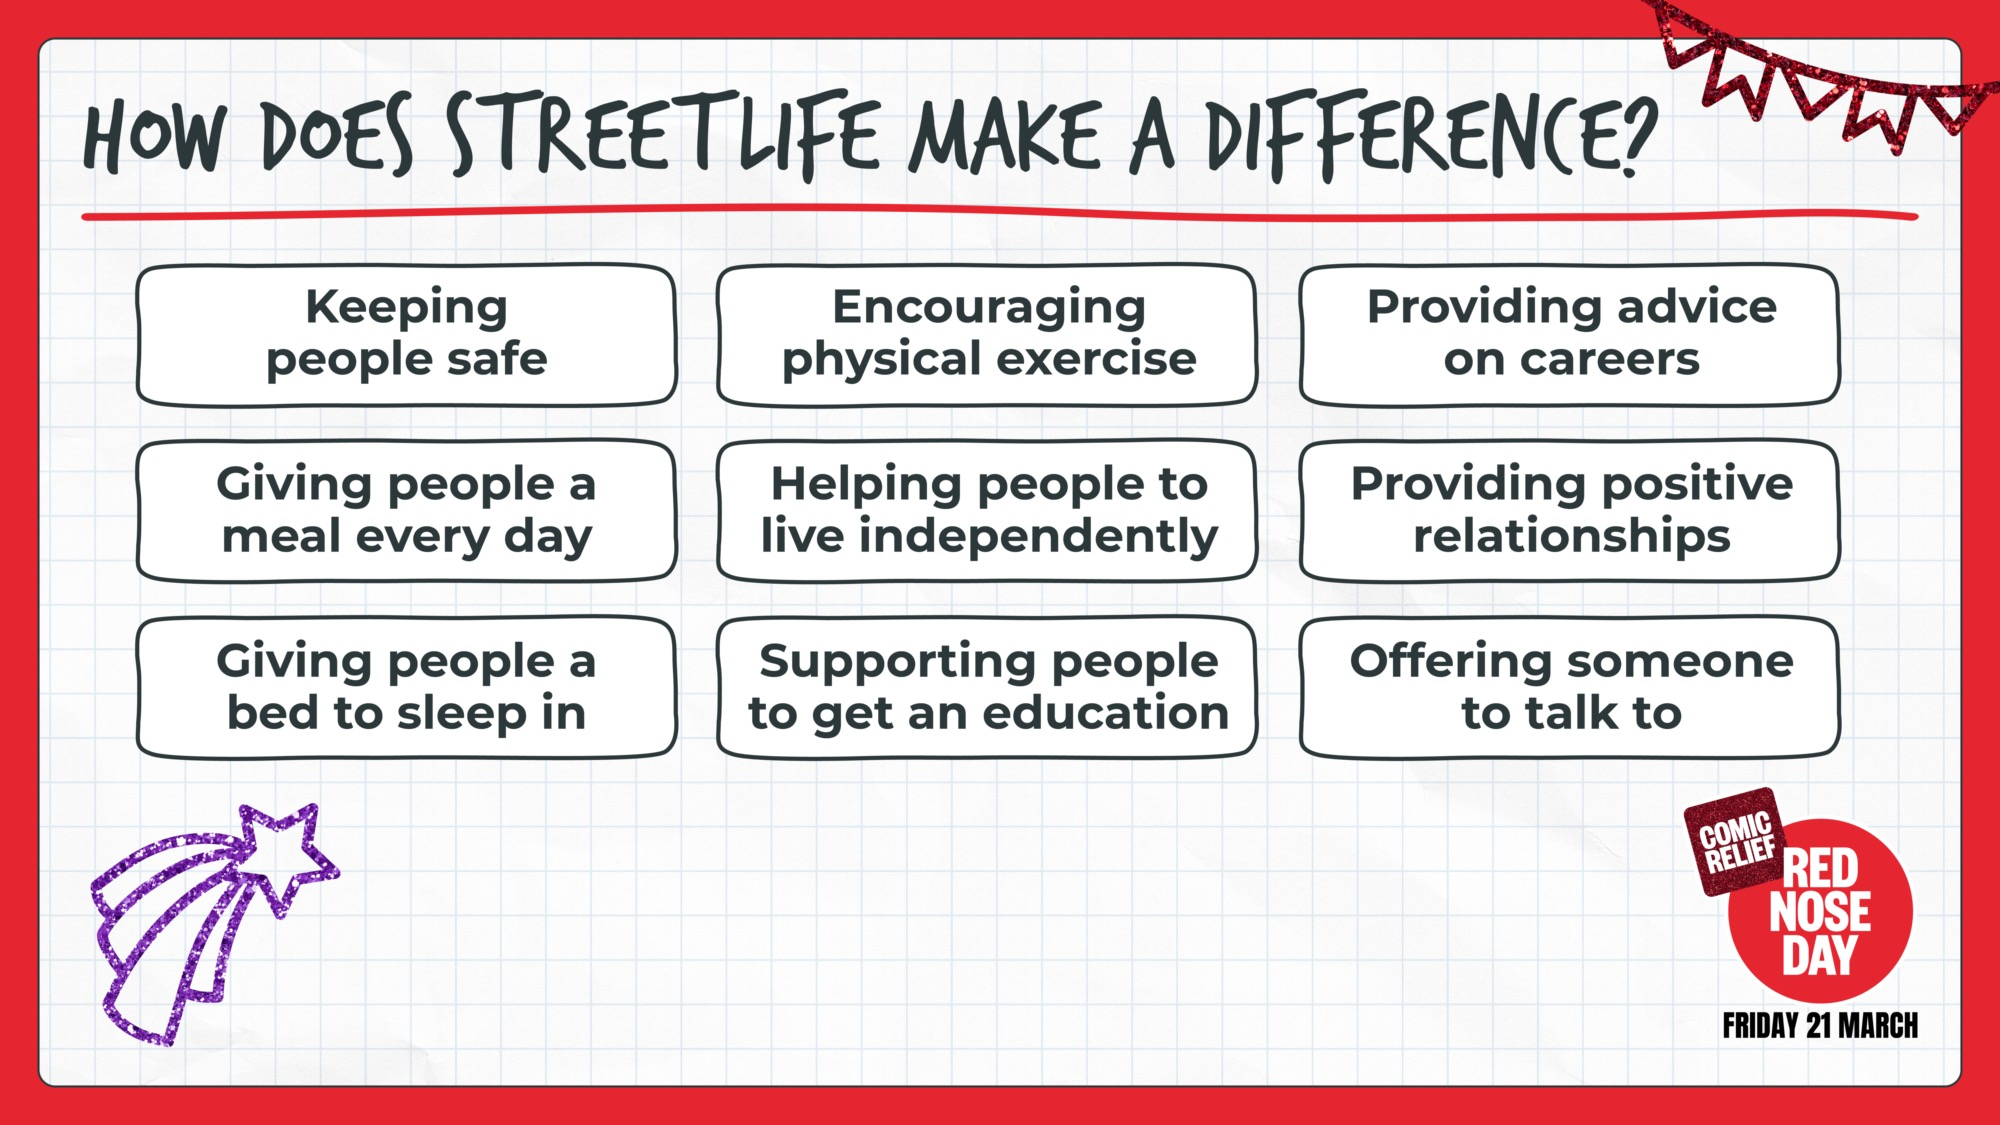 HOW DOES STREETLIFE MAKE A DIFFERENCE?
Keeping
people safe
Encouraging
physical exercise
Providing advice
on careers
Giving people a
meal every day
Helping people to
live independently
Providing positive
relationships
Giving people a
bed to sleep in
Supporting people
to get an education
Offering someone
to talk to
COMIC
RELIEF
RED
NOSE
DAY
FRIDAY 21 MARCH